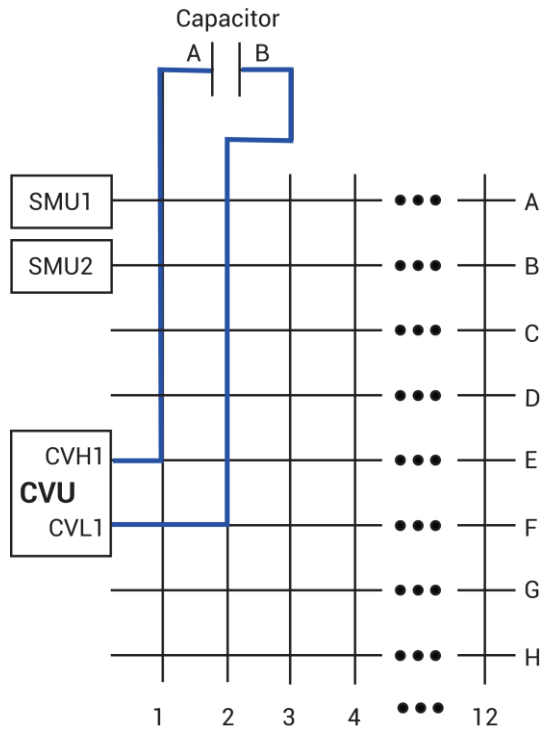 Capacitor
A B
SMU1 A
SMU2 B
C
D
CVH1 E
CVU
CVL1 F
G
H
1 2 3 4 12